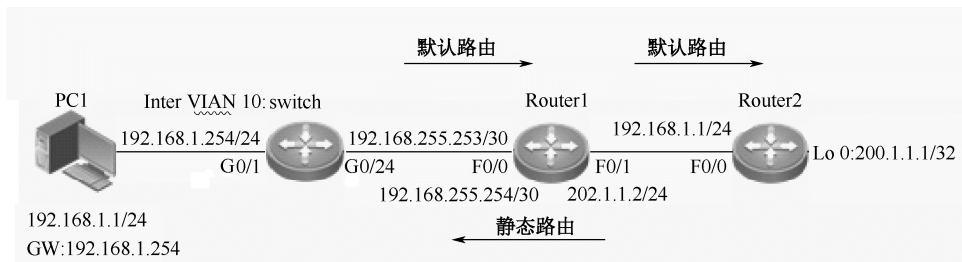 默认路由
默认路由
PC1
Inter VIAN 10: switch
Router1
Router2
192.168.1.254/24
192.168.255.253/30
192.168.1.1/24
G0/1
G0/24
F0/0
F0/1
F0/0
Lo 0:200.1.1.1/32
192.168.255.254/30
202.1.1.2/24
192.168.1.1/24
GW:192.168.1.254
静态路由